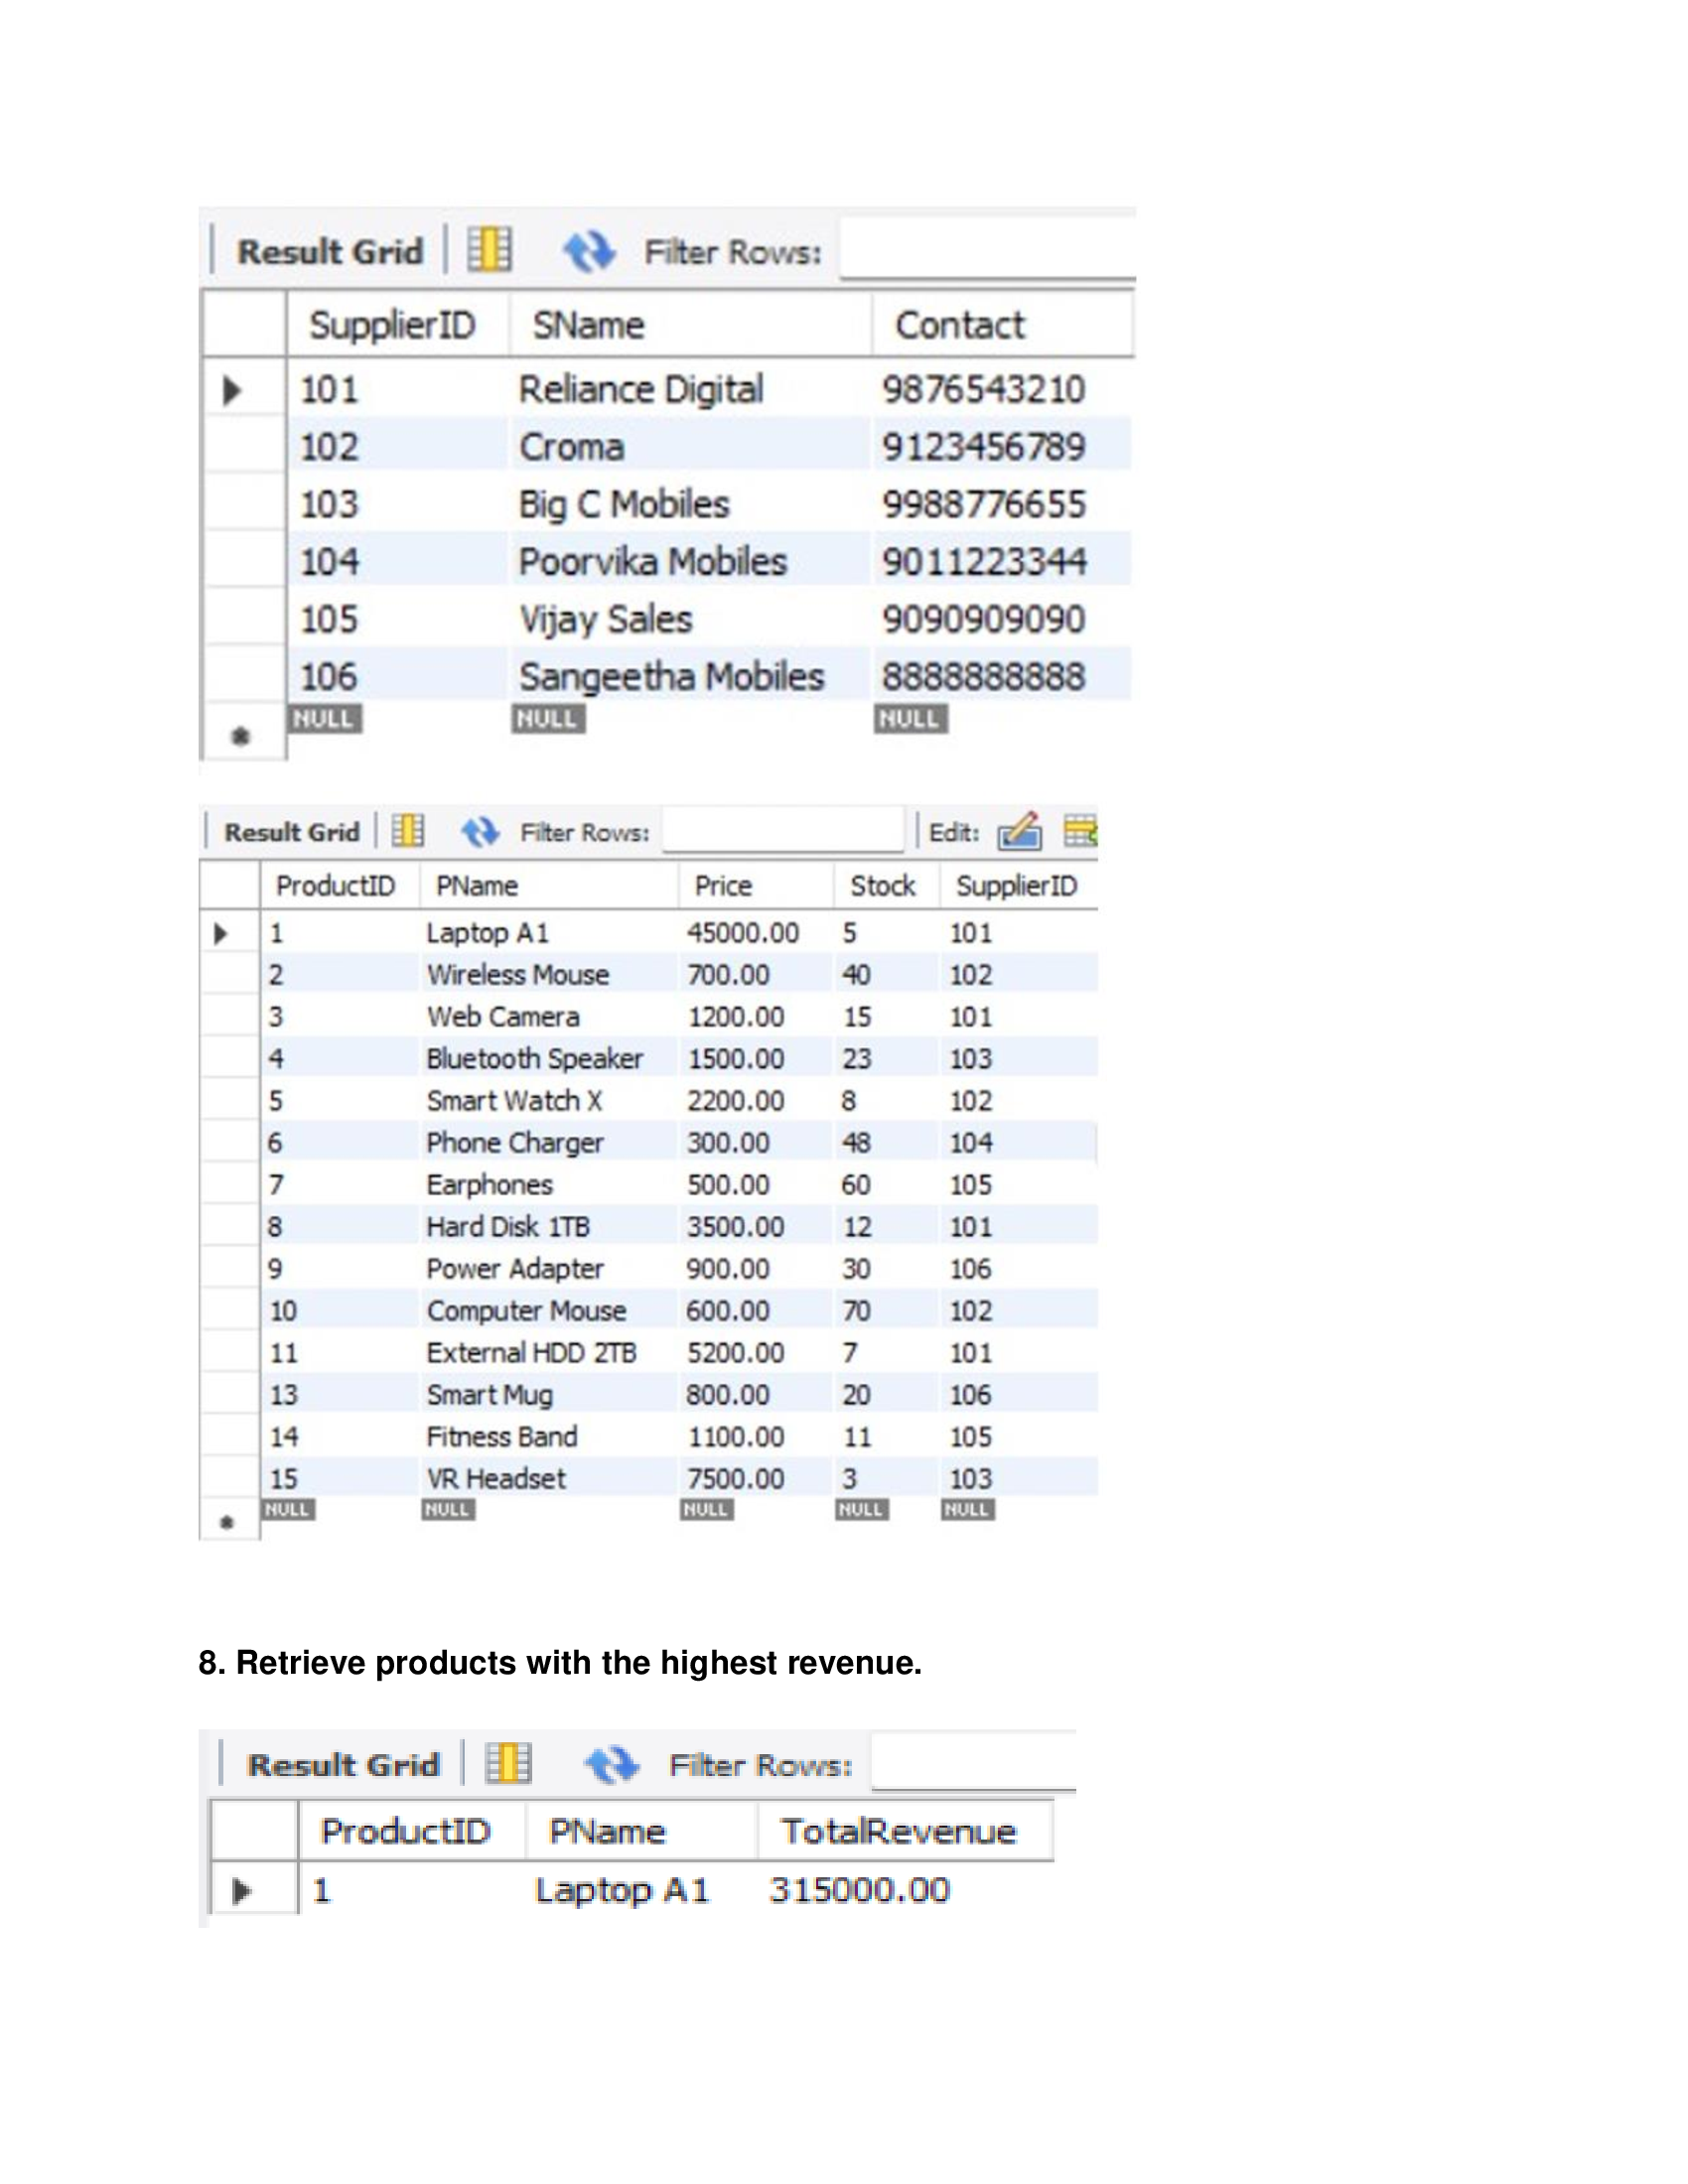 Result Grid Filter Rows:
SupplierID SName Contact
101 Reliance Digital 9876543210
102 Croma 9123456789
103 Big C Mobiles 9988776655
104 Poorvika Mobiles 9011223344
105 Vijay Sales 9090909090
106 Sangeetha Mobiles 8888888888
NULL NULL NULL
Result Grid Filter Rows: Edit:
ProductID PName Price Stock SupplierID
1 Laptop A1 45000.00 5 101
2 Wireless Mouse 700.00 40 102
3 Web Camera 1200.00 15 101
4 Bluetooth Speaker 1500.00 23 103
5 Smart Watch X 2200.00 8 102
6 Phone Charger 300.00 48 104
7 Earphones 500.00 60 105
8 Hard Disk 1TB 3500.00 12 101
9 Power Adapter 900.00 30 106
10 Computer Mouse 600.00 70 102
11 External HDD 2TB 5200.00 7 101
13 Smart Mug 800.00 20 106
14 Fitness Band 1100.00 11 105
15 VR Headset 7500.00 3 103
NULL NULL NULL NULL NULL
8. Retrieve products with the highest revenue.
Result Grid Filter Rows:
ProductID PName TotalRevenue
1 Laptop A1 315000.00